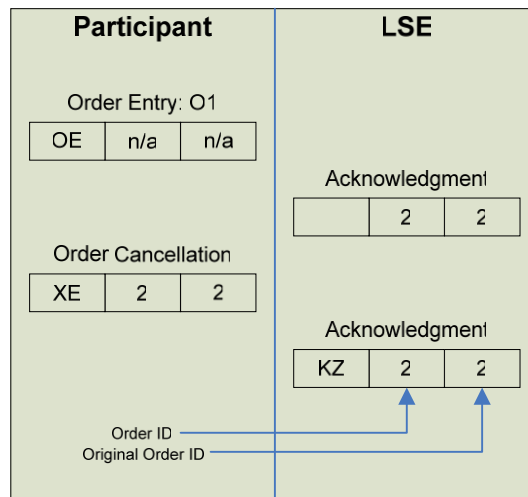 Participant LSE
Order Entry: O1
OE n/a n/a
Acknowledgment
2 2
Order Cancellation
XE 2 2
Acknowledgment
KZ 2 2
Order ID
Original Order ID